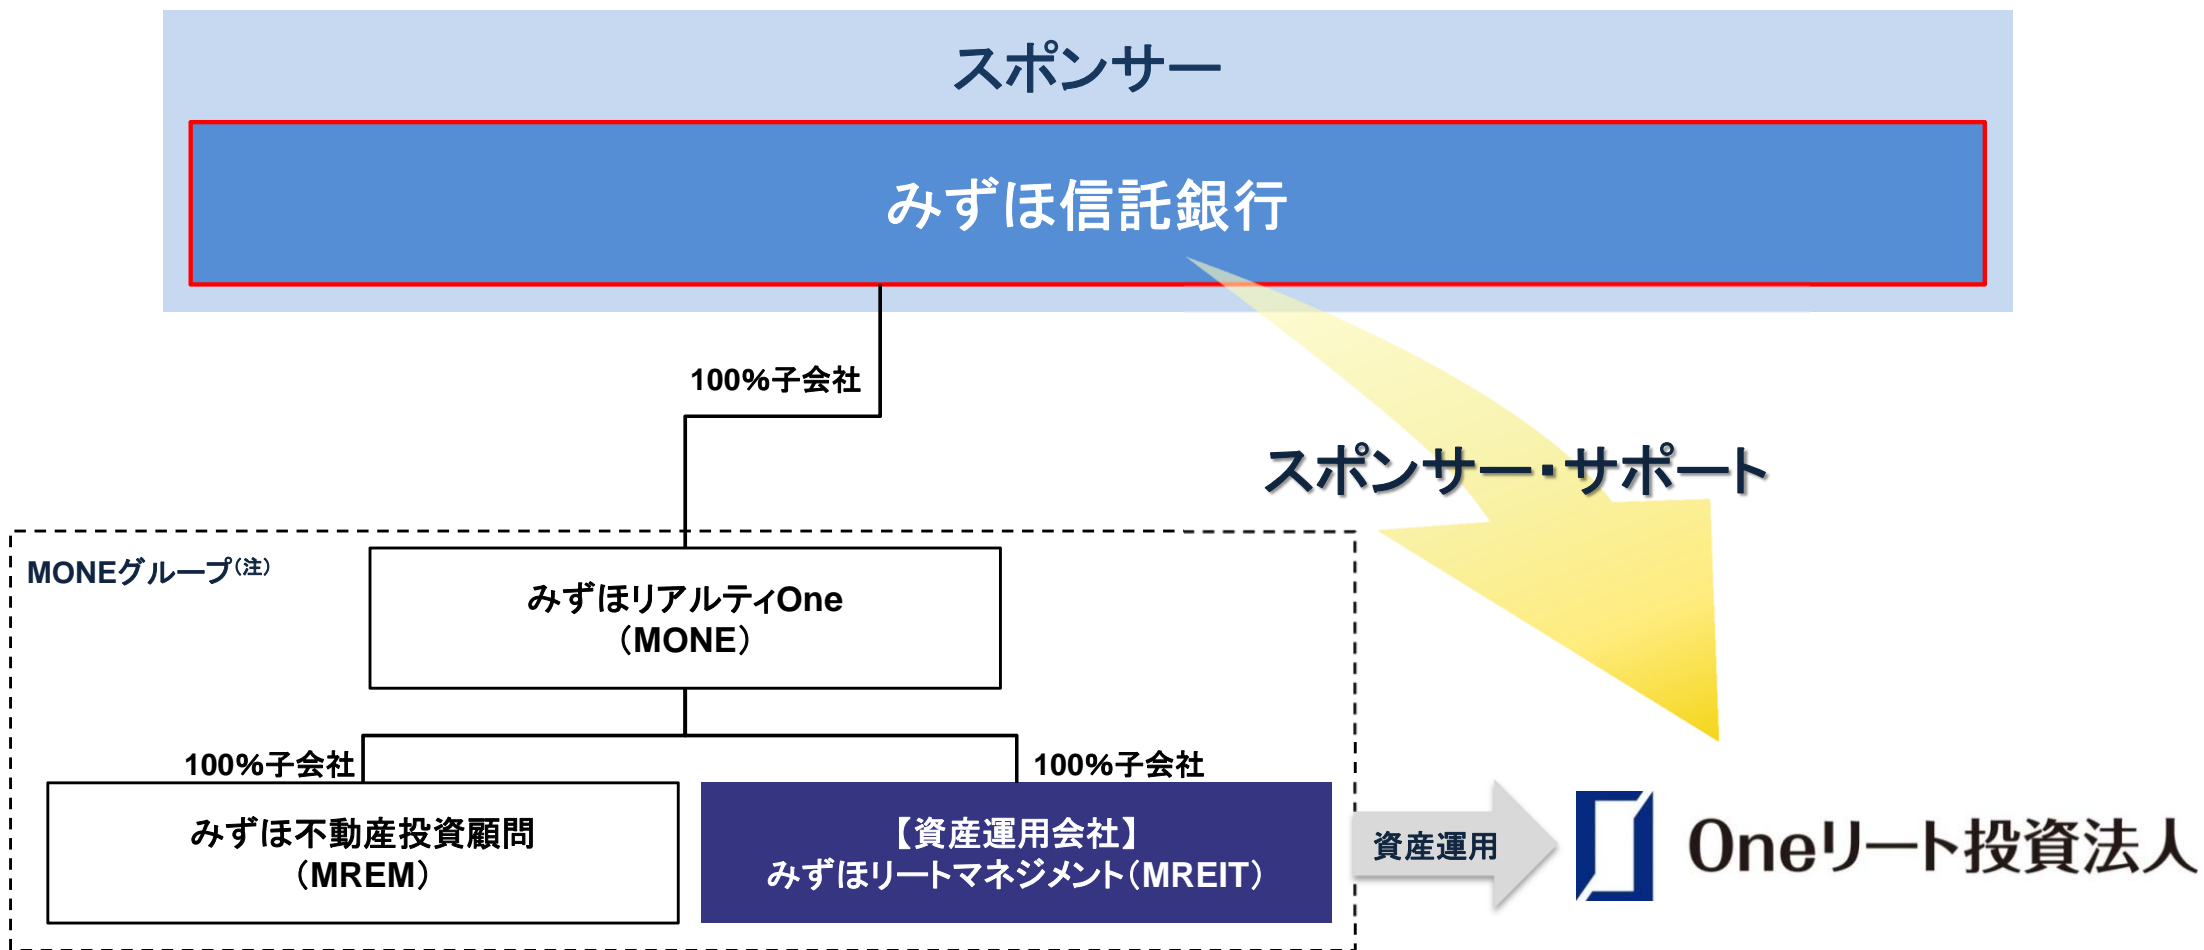 スポンサー
みずほ信託銀行
100%子会社
スポンサー・サポート
MONEグループ(注)
みずほリアルティOne
（MONE）
100%子会社
100%子会社
みずほ不動産投資顧問
（MREM）
【資産運用会社】
みずほリートマネジメント（MREIT）
資産運用
Oneリート投資法人